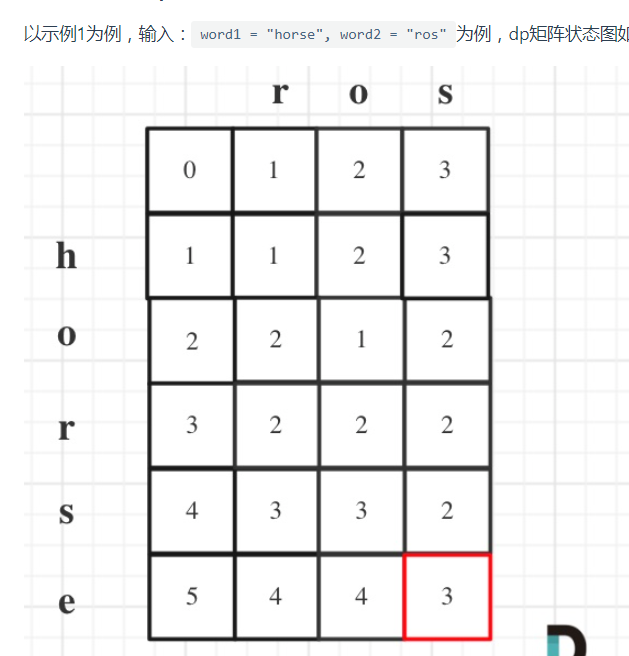 以示例1为例，输入：word1 = "horse", word2 = "ros"为例，dp矩阵状态图
r o s
0 1 2 3
h 1 1 2 3
o 2 2 1 2
r 3 2 2 2
s 4 3 3 2
e 5 4 4 3